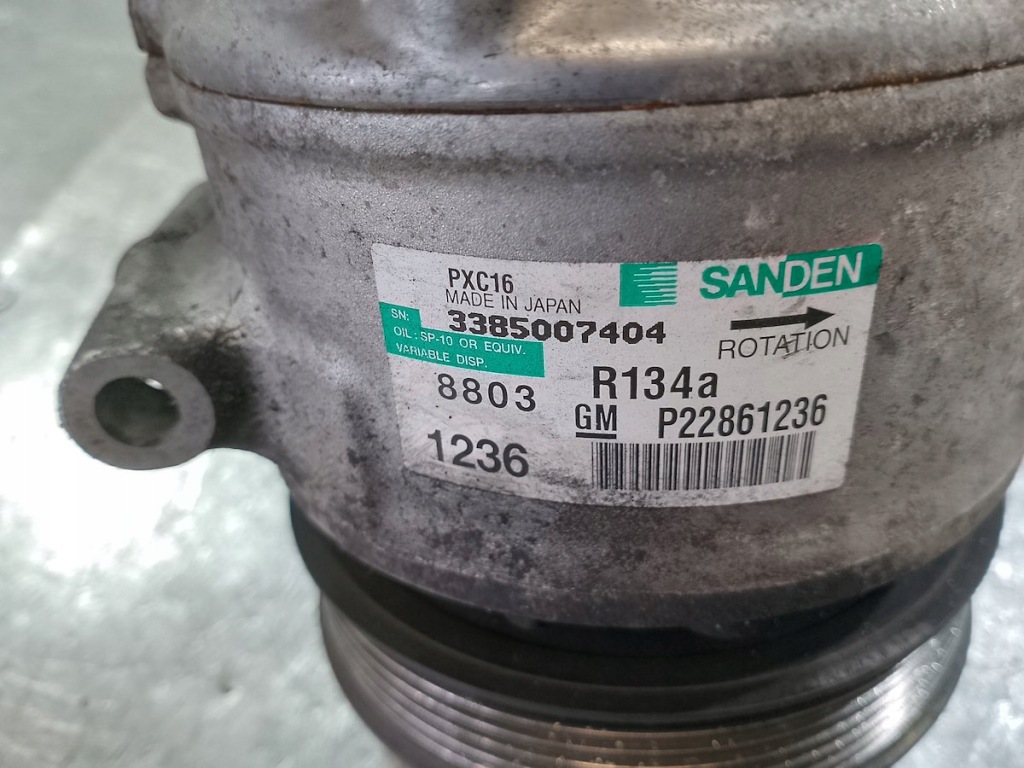 PXC16
MADE IN JAPAN
SANDEN
SN: 3385007404
OIL: SP-10 OR EQUIV.
VARIABLE DISP.
ROTATION
8803
R134a
GM P22861236
1236